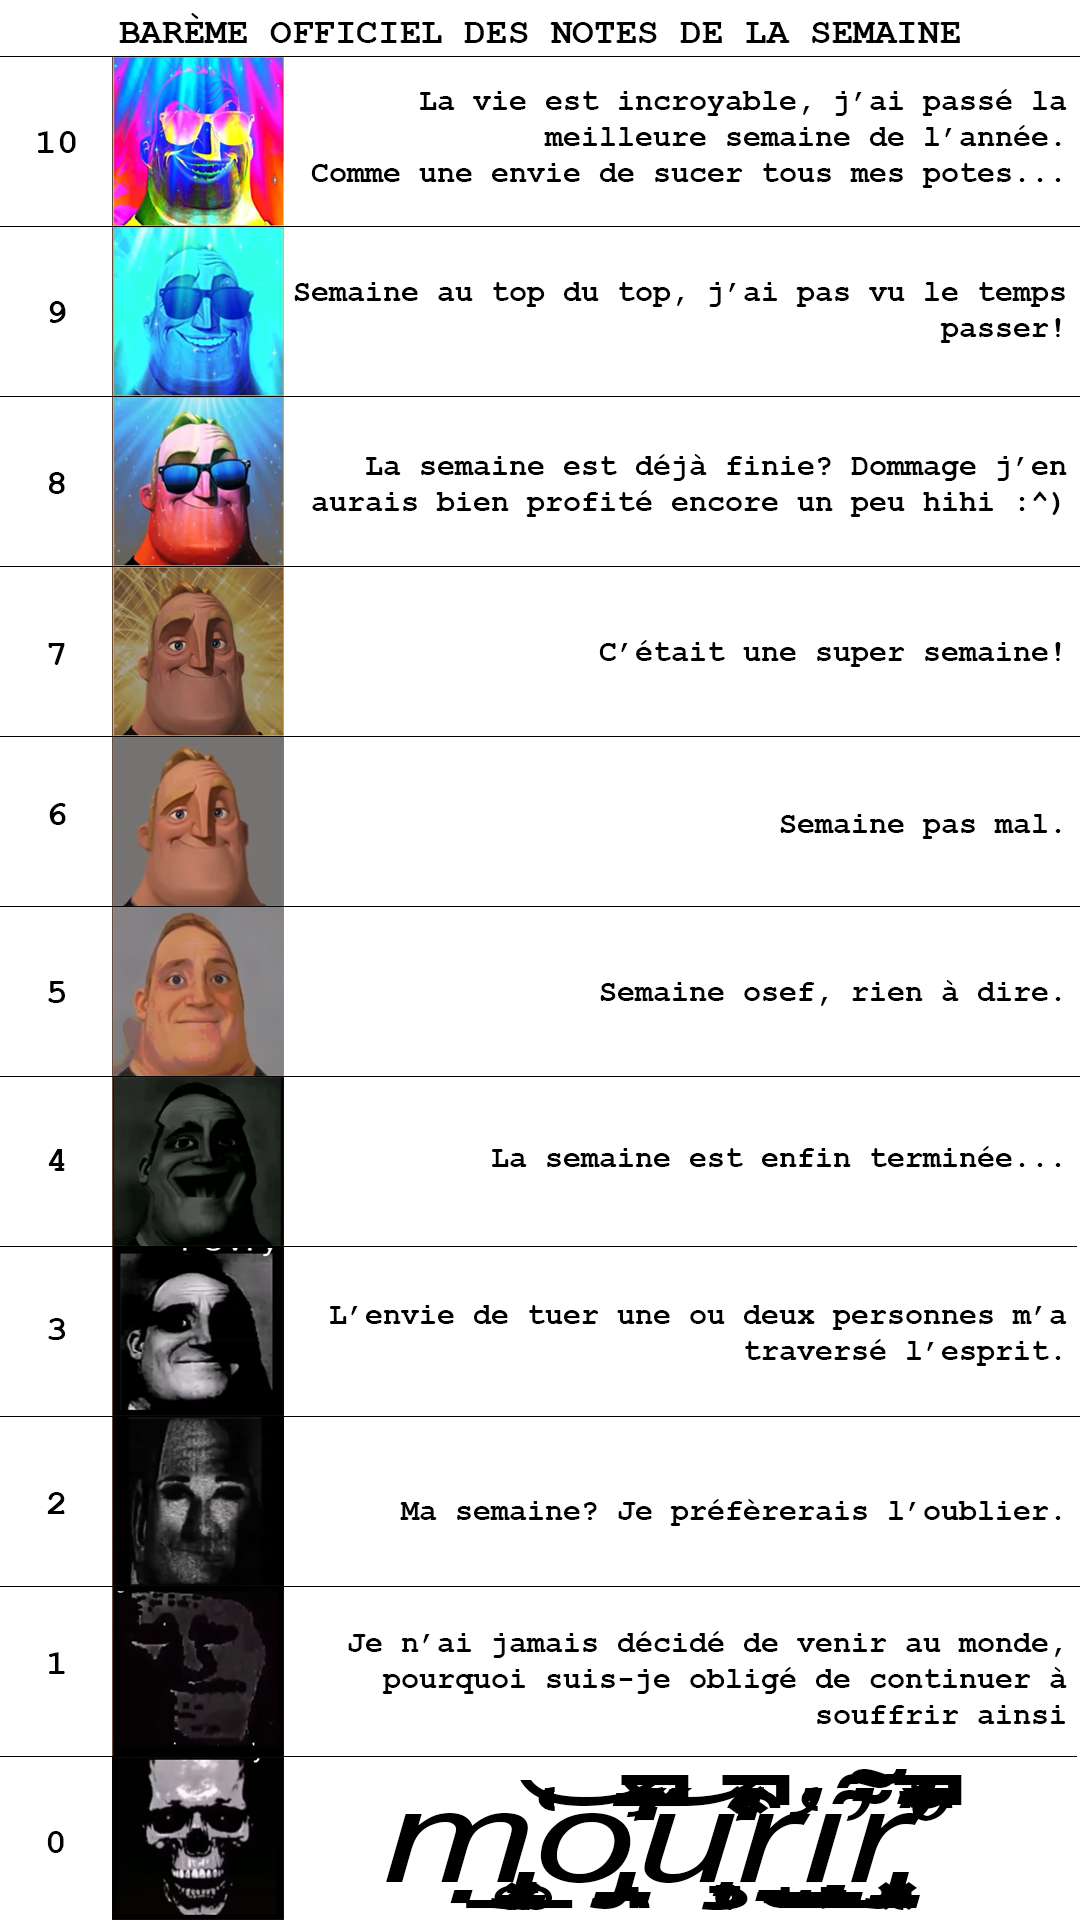 BARÈME OFFICIEL DES NOTES DE LA SEMAINE
10
La vie est incroyable, j’ai passé la
meilleure semaine de l’année.
Comme une envie de sucer tous mes potes...
9
Semaine au top du top, j’ai pas vu le temps
passer!
8
La semaine est déjà finie? Dommage j’en
aurais bien profité encore un peu hihi :^)
7
C’était une super semaine!
6
Semaine pas mal.
5
Semaine osef, rien à dire.
4
La semaine est enfin terminée...
3
L’envie de tuer une ou deux personnes m’a
traversé l’esprit.
2
Ma semaine? Je préfèrerais l’oublier.
1
Je n’ai jamais décidé de venir au monde,
pourquoi suis-je obligé de continuer à
souffrir ainsi
0
mourir